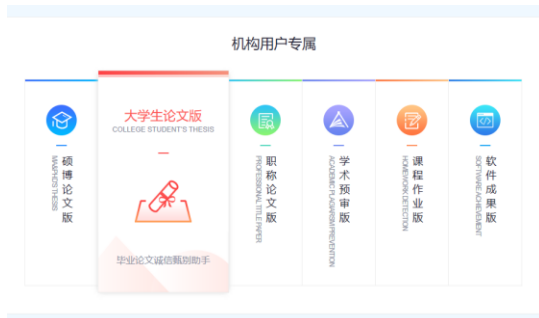 机构用户专属
硕博论文版
MA&PHDS THESIS
大学生论文版
COLLEGE STUDENT'S THESIS
毕业论文诚信甄别助手
职称论文版
PROFESSIONAL TITLE PAPER
学术预审版
ACADEMIC PLAGIARISM PREVENTION
课程作业版
HOMEWORK DETECTION
软件成果版
SOFTWARE ACHIEVEMENT